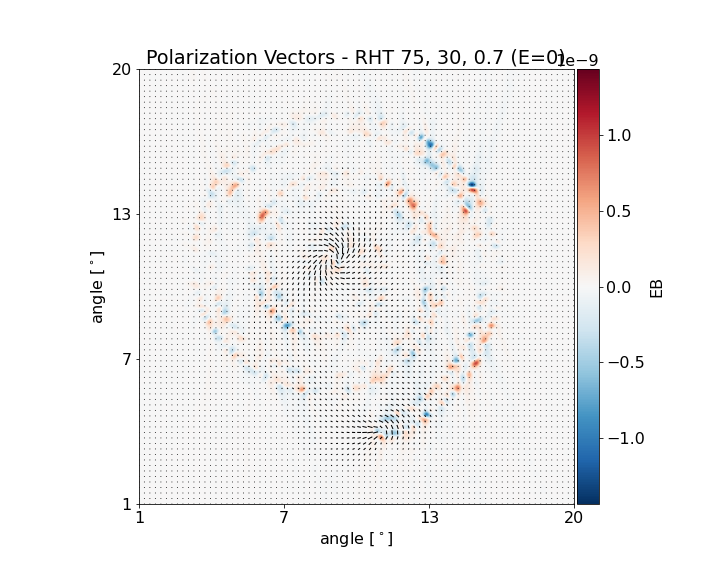 Polarization Vectors - RHT 75, 30, 0.7 (E=0)
1e−9
20
13
7
1
1
7
13
20
angle [°]
angle [°]
1.0
0.5
0.0
−0.5
−1.0
EB